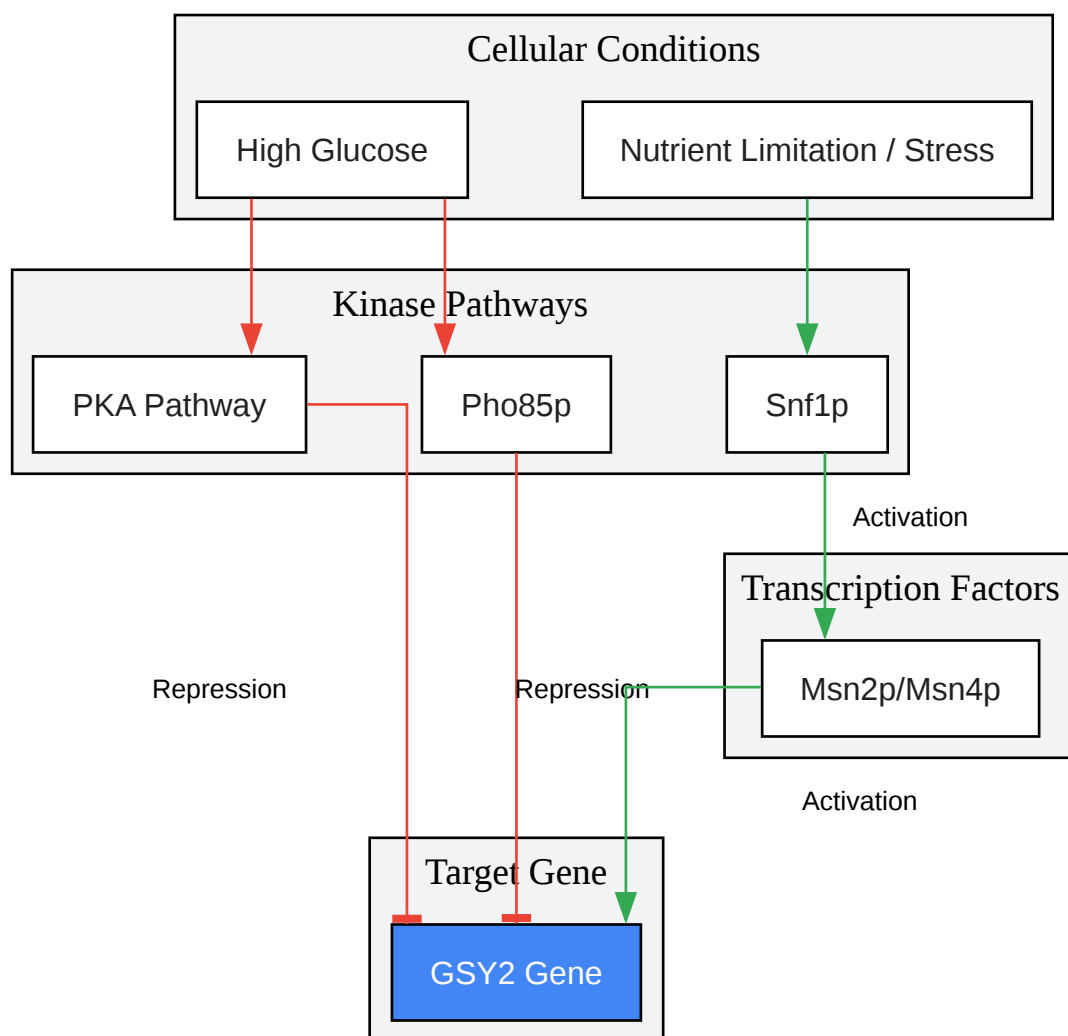 Cellular Conditions
High Glucose
Nutrient Limitation / Stress
Kinase Pathways
PKA Pathway
Pho85p
Snf1p
Activation
Transcription Factors
Repression
Repression
Msn2p/Msn4p
Activation
Target Gene
GSY2 Gene